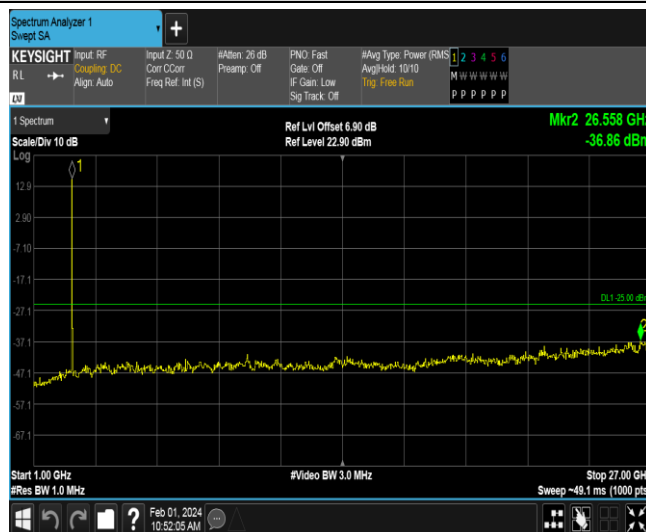 Spectrum Analyzer 1
Swept SA
+
KEYSIGHT Input: RF Input Z: 50 Ω #Atten: 26 dB PNO: Fast #Avg Type: Power (RMS 1 2 3 4 5 6
RL Coupling: DC Corr CCorr Preamp: Off Gate: Off Avg|Hold: 10/10 M W W W W W
Align: Auto Freq Ref: Int (S) IF Gain: Low Trig: Free Run
LXI Sig Track: Off P P P P P P
1 Spectrum Ref Lvl Offset 6.90 dB Mkr2 26.558 GHz
Scale/Div 10 dB Ref Level 22.90 dBm -36.86 dBm
Log
1
12.9
2.90
-7.10
-17.1
DL1 -25.00 dBm
-27.1
2
-37.1
-47.1
-57.1
-67.1
Start 1.00 GHz #Video BW 3.0 MHz Stop 27.00 GHz
#Res BW 1.0 MHz Sweep ~49.1 ms (1000 pts
? Feb 01, 2024
10:52:05 AM